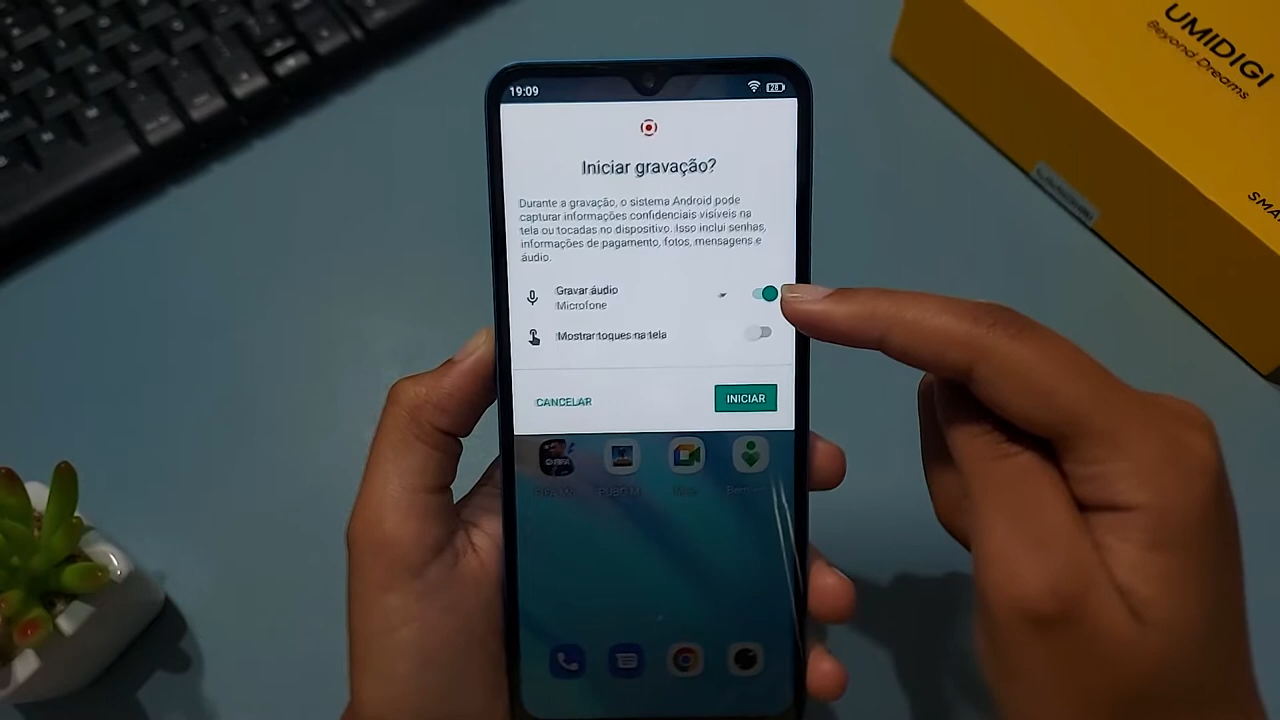 UMIDIGI
Beyond Dreams
SMA
19:09
28
Iniciar gravação?
Durante a gravação, o sistema Android pode
capturar informações confidenciais visíveis na
tela ou tocadas no dispositivo. Isso inclui senhas,
informações de pagamento, fotos, mensagens e
áudio.
Gravar áudio
Microfone
Mostrar toques na tela
CANCELAR
INICIAR